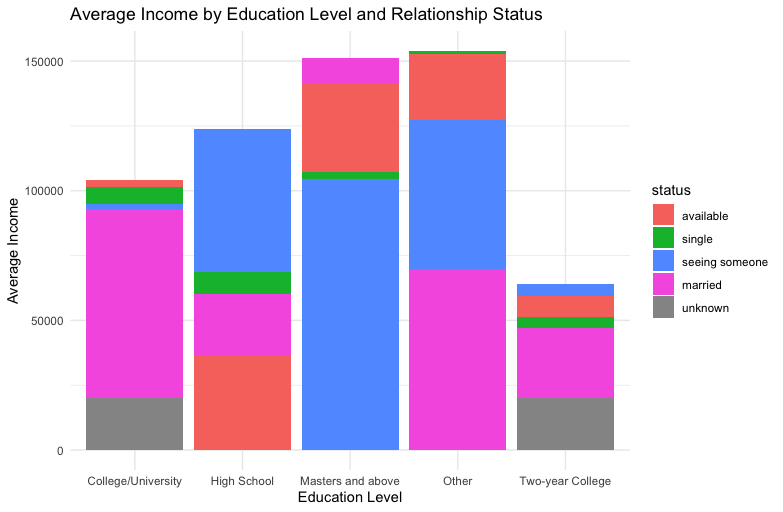 Average Income by Education Level and Relationship Status
Average Income
150000
100000
50000
0
College/University
High School
Masters and above
Other
Two-year College
Education Level
status
available
single
seeing someone
married
unknown